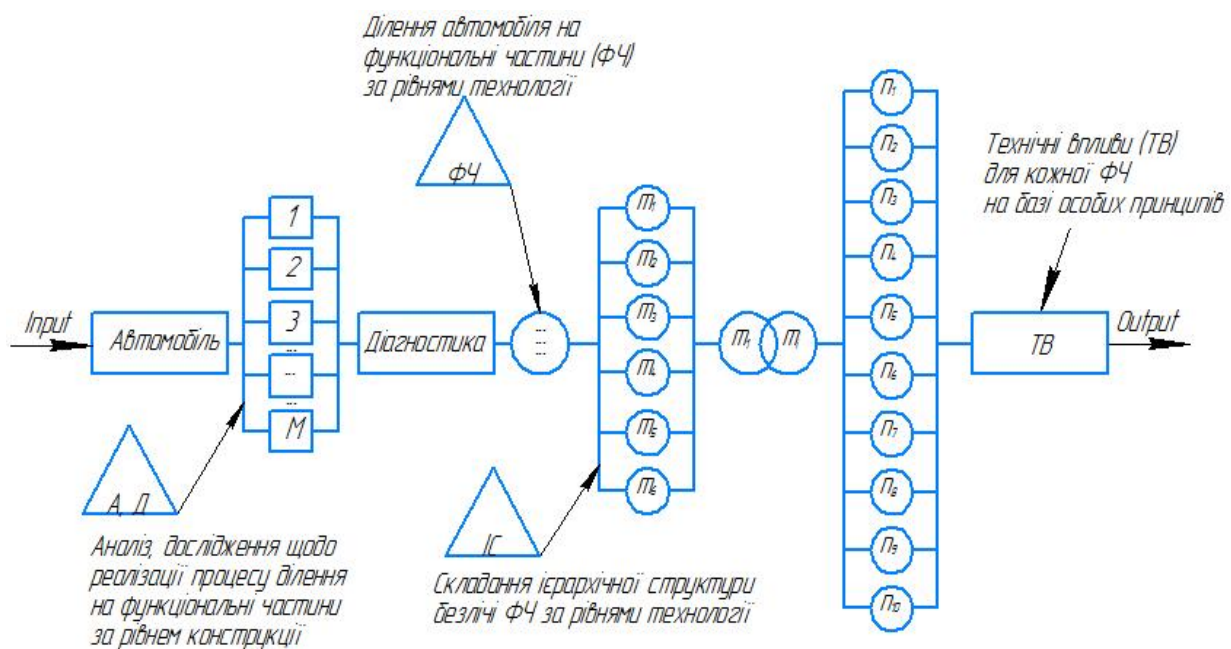 Ділення автомобіля на
функціональні частини (ФЧ)
за рівнями технології
ФЧ
Технічні впливи (ТВ)
для кожної ФЧ
на базі особих принципів
Input
Автомобіль
1
2
3
...
...
...
М
Діагностика
...
m₁
m₂
m₃
m₄
m₅
m₆
m₁
m
П₁
П₂
П₃
П₄
П₅
П₆
П₇
П₈
П₉
П₁₀
ТВ
Output
А, Д
Аналіз, дослідження щодо
реалізації процесу ділення
на функціональні частини
за рівнем конструкції
ІС
Складання ієрархічної структури
безлічі ФЧ за рівнями технології